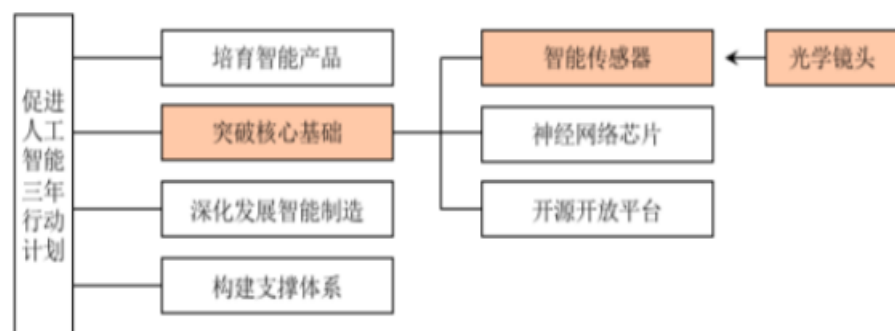 促进
人工
智能
三年
行动
计划
培育智能产品
突破核心基础
深化发展智能制造
构建支撑体系
智能传感器
神经网络芯片
开源开放平台
光学镜头